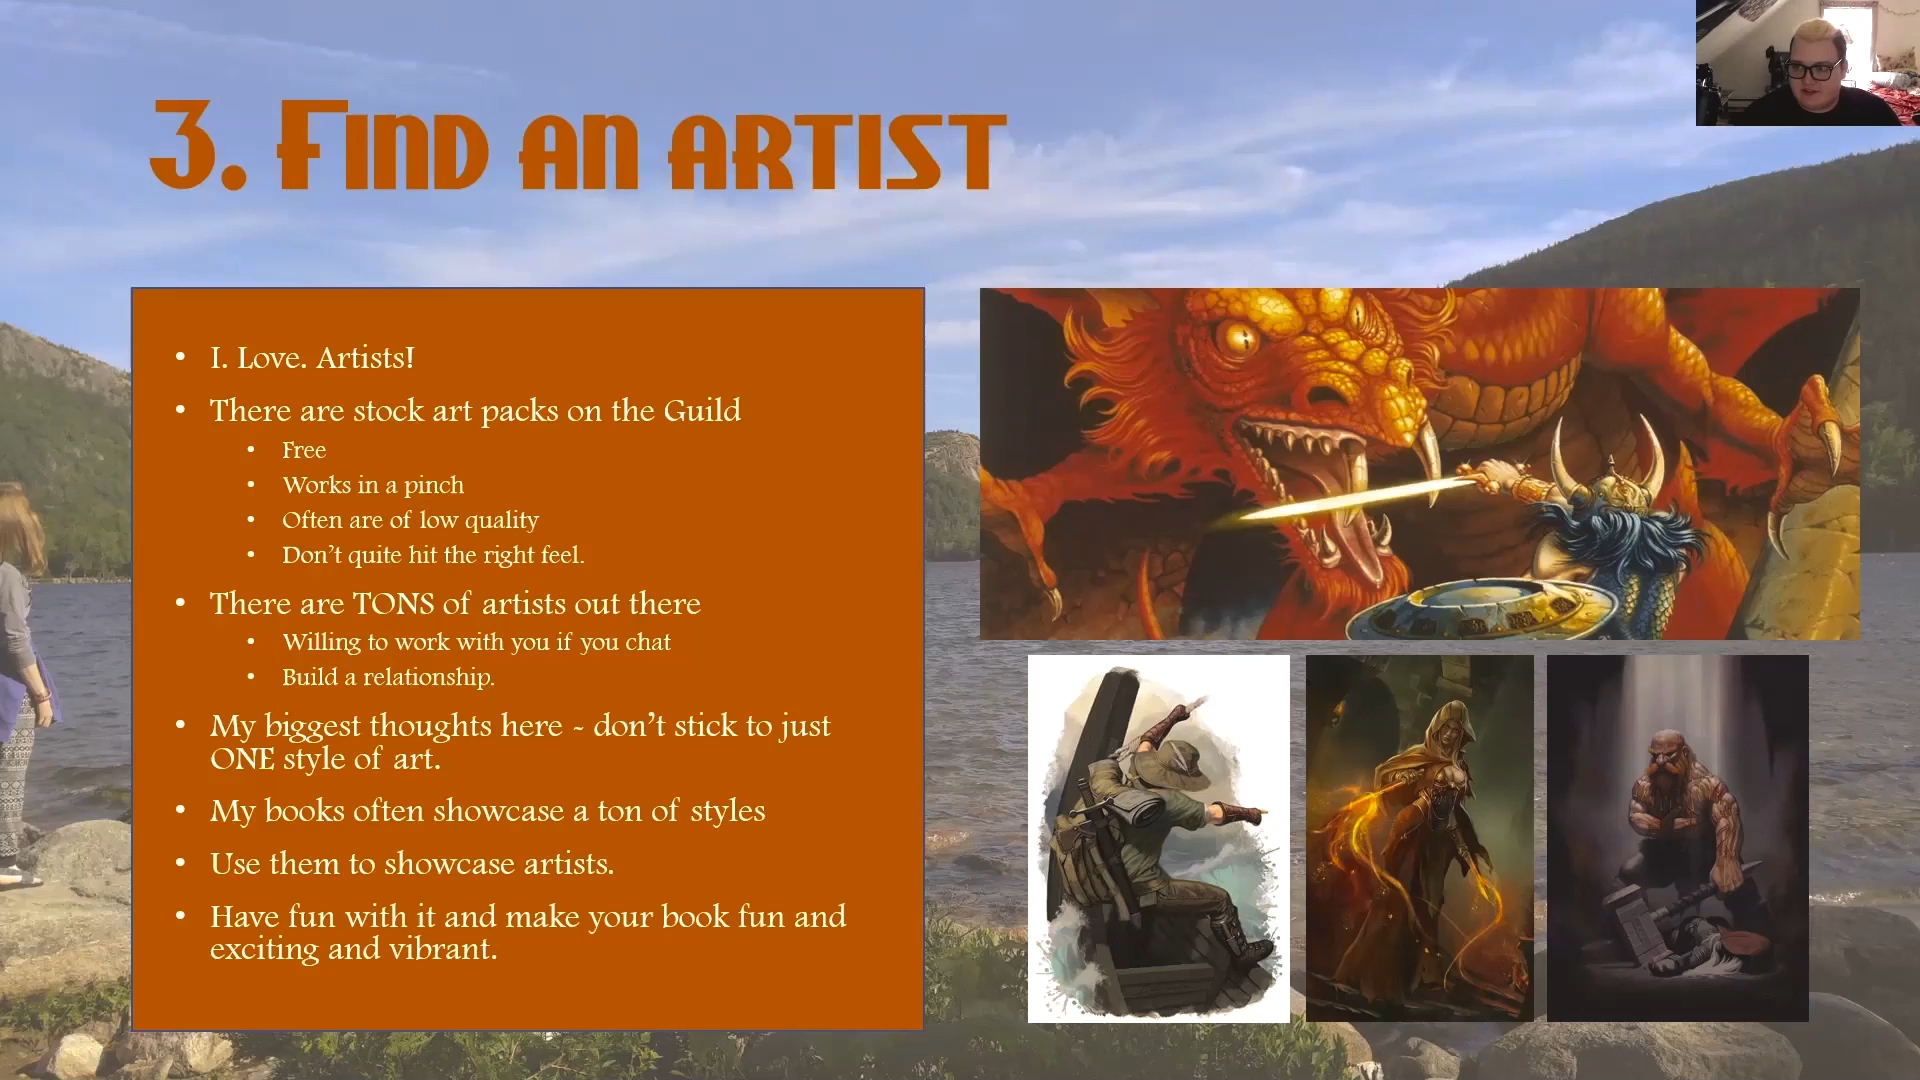 3. Find an artist
• I. Love. Artists!
• There are stock art packs on the Guild
• Free
• Works in a pinch
• Often are of low quality
• Don't quite hit the right feel.
• There are TONS of artists out there
• Willing to work with you if you chat
• Build a relationship.
• My biggest thoughts here - don't stick to just
ONE style of art.
• My books often showcase a ton of styles
• Use them to showcase artists.
• Have fun with it and make your book fun and
exciting and vibrant.